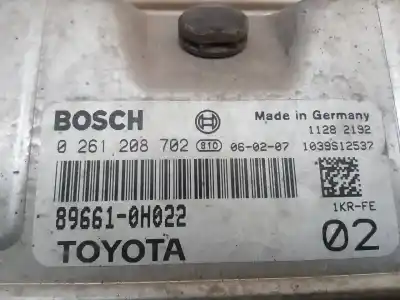 BOSCH
Made in Germany
1128 2192
0 261 208 702 810 06-02-07 1039S12537
89661-0H022
1KR-FE
TOYOTA
02